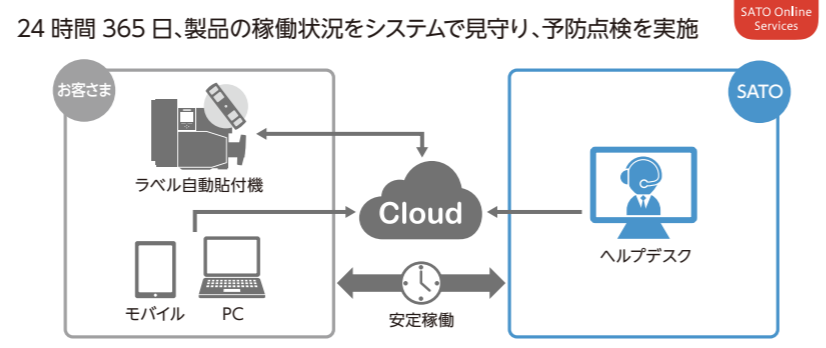 24 時間 365 日、製品の稼働状況をシステムで見守り、予防点検を実施
SATO Online
Services
お客さま
SATO
ラベル自動貼付機
Cloud
ヘルプデスク
モバイル
PC
安定稼働